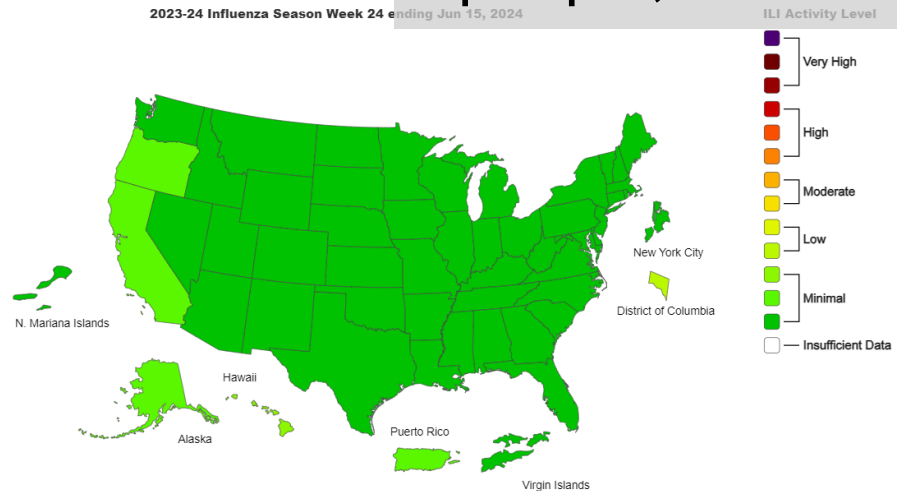 2023-24 Influenza Season Week 24 ending Jun 15, 2024
ILI Activity Level
Very High
High
Moderate
Low
Minimal
Insufficient Data
New York City
District of Columbia
N. Mariana Islands
Hawaii
Alaska
Puerto Rico
Virgin Islands